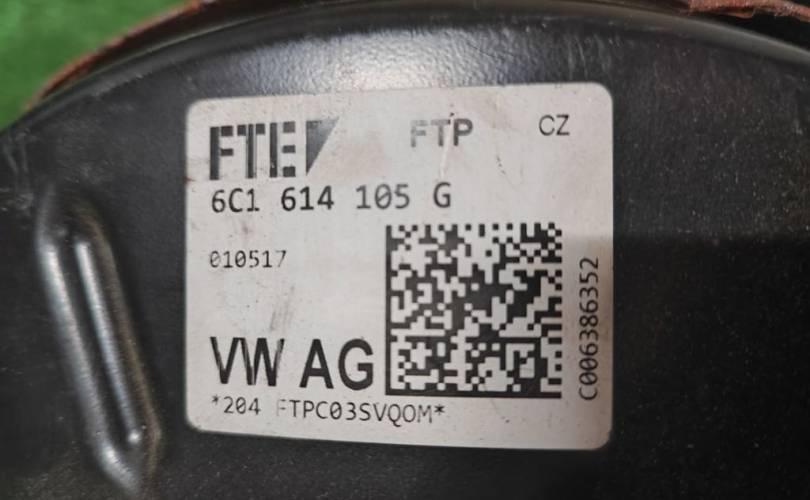 FTE FTP CZ
6C1 614 105 G
010517
C006386352
VW AG
*204 FTPC03SVQOM*